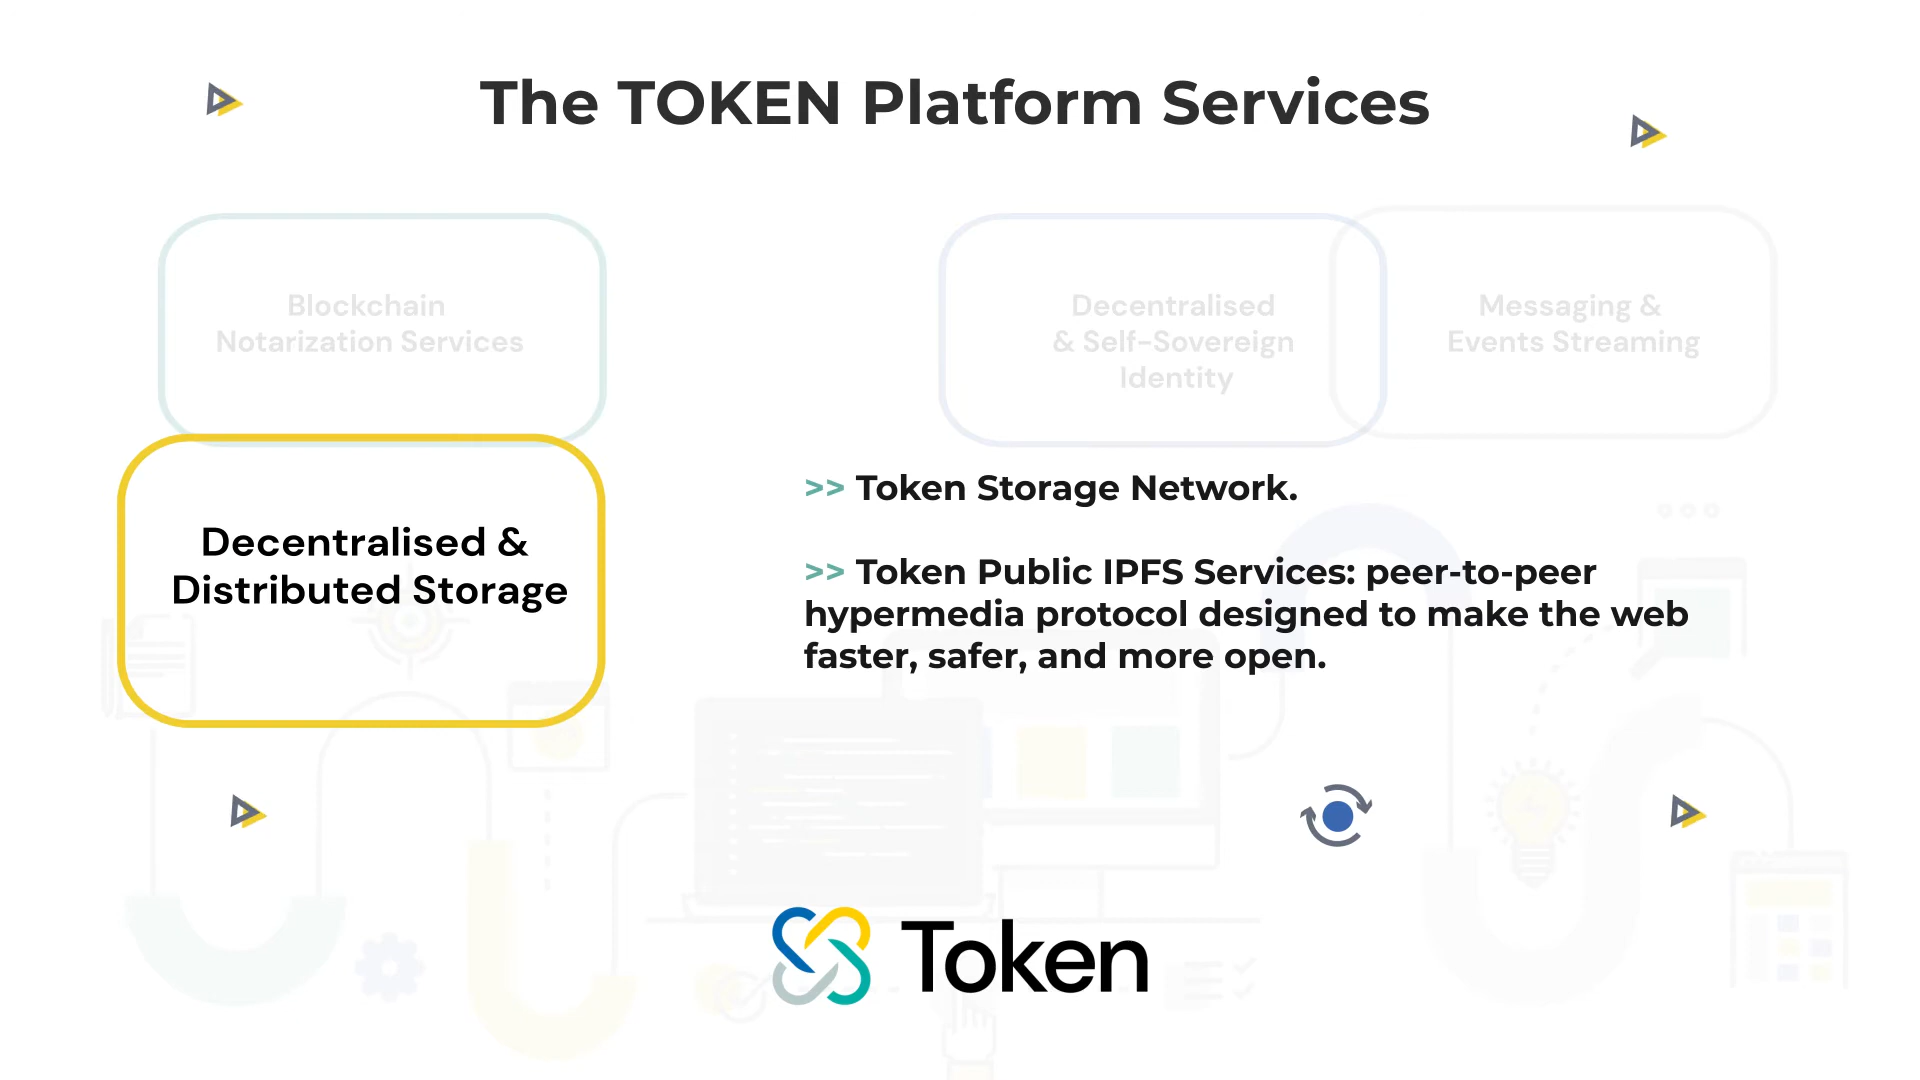 The TOKEN Platform Services
Blockchain
Notarization Services
Decentralised
& Self-Sovereign
Identity
Messaging &
Events Streaming
Decentralised &
Distributed Storage
>> Token Storage Network.
>> Token Public IPFS Services: peer-to-peer
hypermedia protocol designed to make the web
faster, safer, and more open.
Token